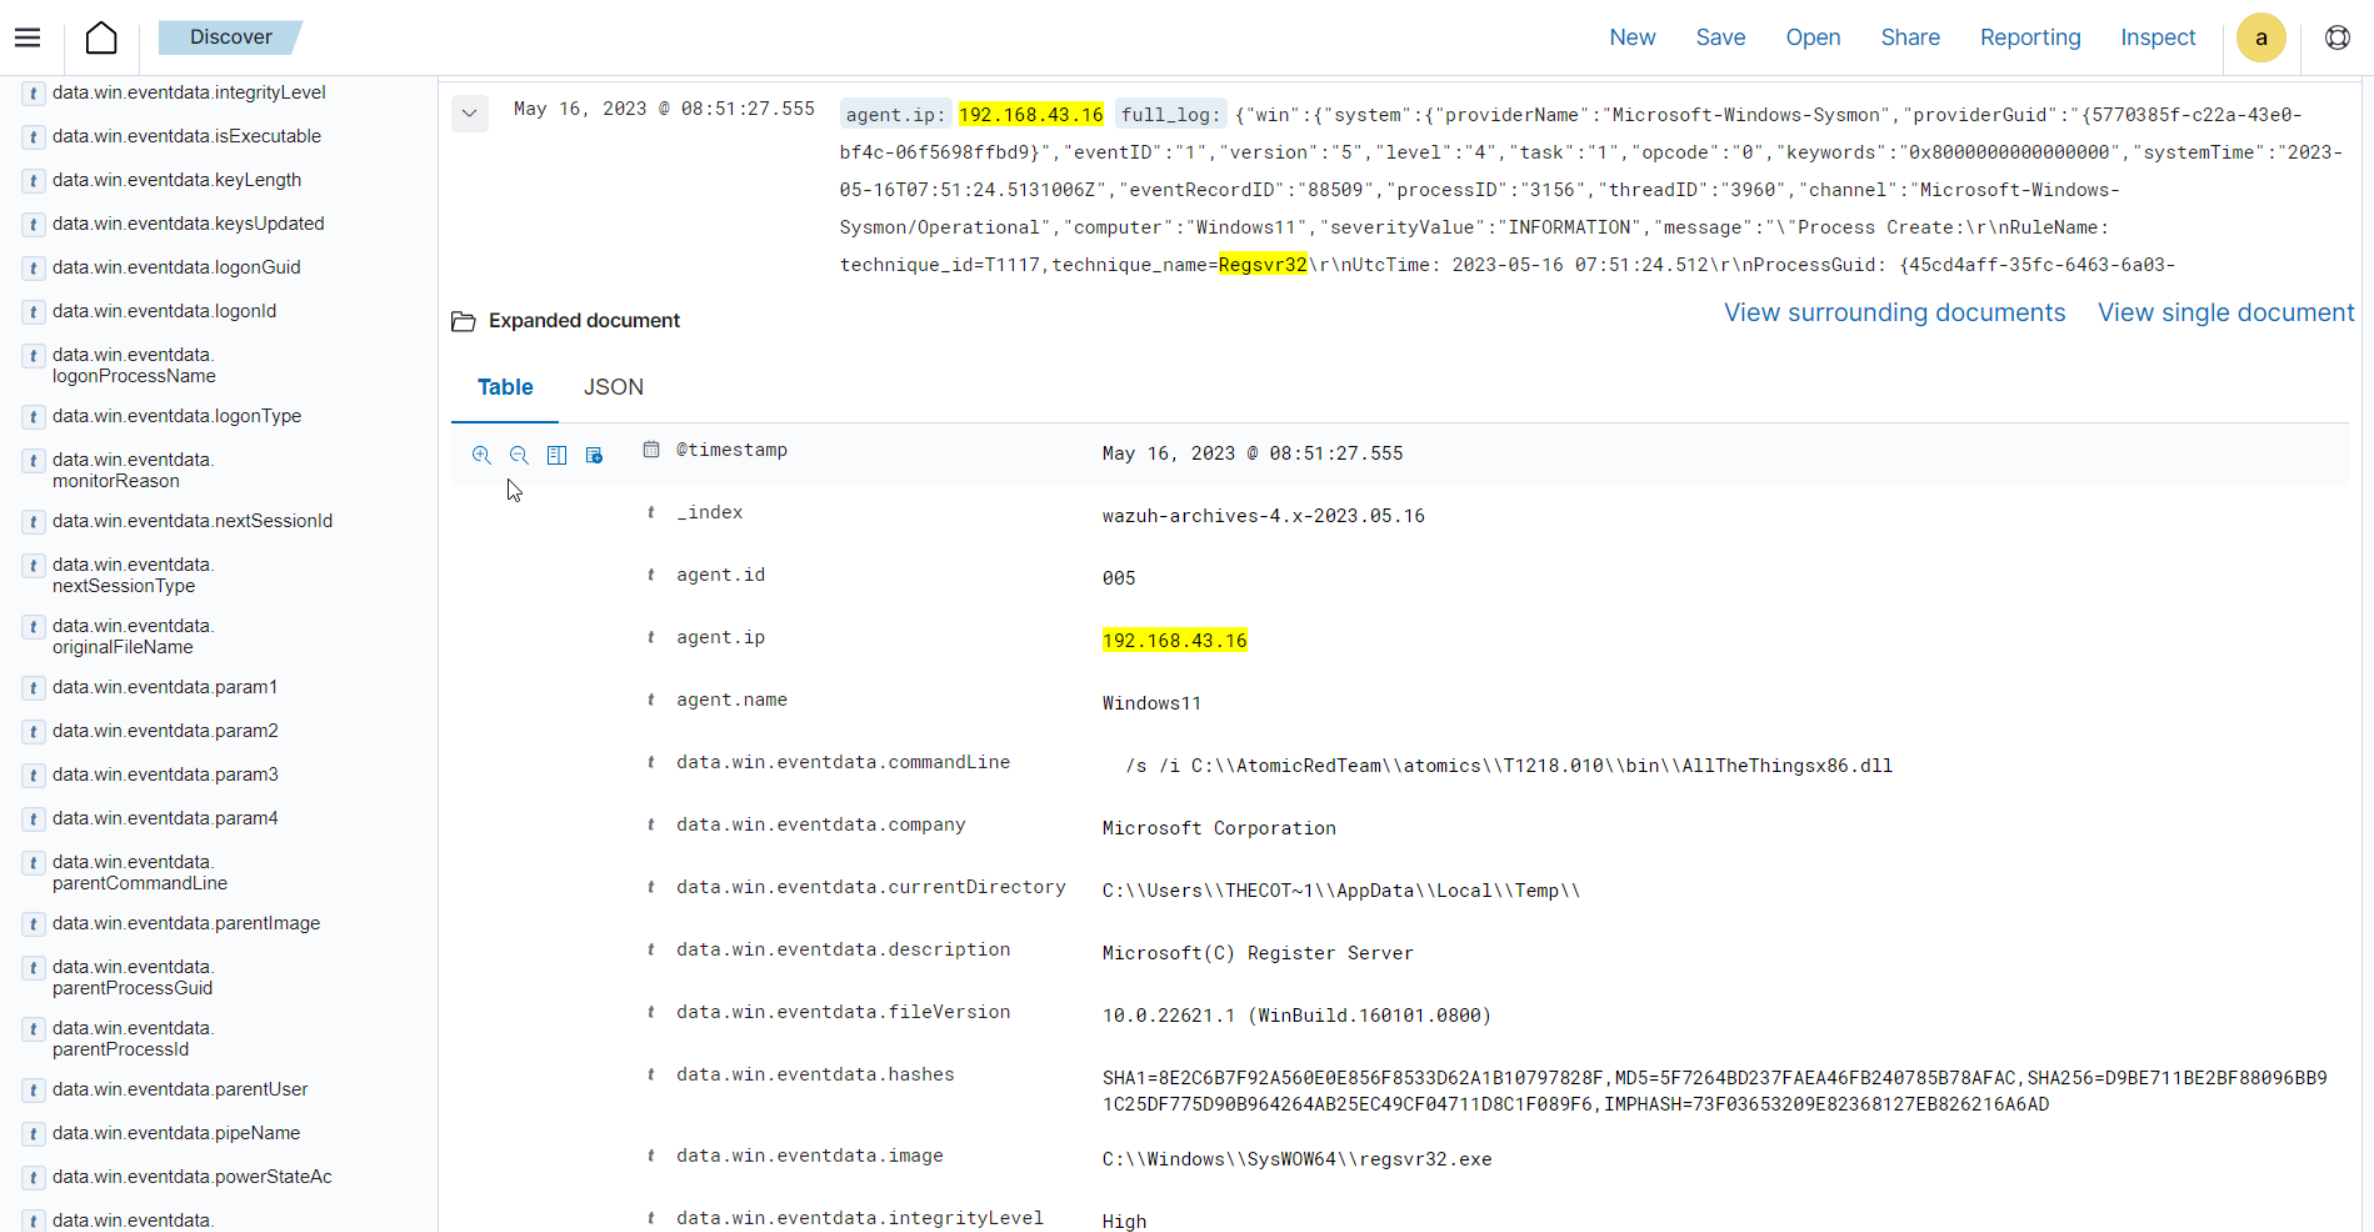 Discover
New Save Open Share Reporting Inspect a
t data.win.eventdata.integrityLevel
t data.win.eventdata.isExecutable
t data.win.eventdata.keyLength
t data.win.eventdata.keysUpdated
t data.win.eventdata.logonGuid
t data.win.eventdata.logonId
t data.win.eventdata.
logonProcessName
t data.win.eventdata.logonType
t data.win.eventdata.
monitorReason
t data.win.eventdata.nextSessionId
t data.win.eventdata.
nextSessionType
t data.win.eventdata.
originalFileName
t data.win.eventdata.param1
t data.win.eventdata.param2
t data.win.eventdata.param3
t data.win.eventdata.param4
t data.win.eventdata.
parentCommandLine
t data.win.eventdata.parentImage
t data.win.eventdata.
parentProcessGuid
t data.win.eventdata.
parentProcessId
t data.win.eventdata.parentUser
t data.win.eventdata.pipeName
t data.win.eventdata.powerStateAc
t data.win.eventdata.
May 16, 2023 @ 08:51:27.555 agent.ip: 192.168.43.16 full_log: {"win":{"system":{"providerName":"Microsoft-Windows-Sysmon","providerGuid":"{5770385f-c22a-43e0-
bf4c-06f5698ffbd9}","eventID":"1","version":"5","level":"4","task":"1","opcode":"0","keywords":"0x8000000000000000","systemTime":"2023-
05-16T07:51:24.5131006Z","eventRecordID":"88509","processID":"3156","threadID":"3960","channel":"Microsoft-Windows-
Sysmon/Operational","computer":"Windows11","severityValue":"INFORMATION","message":"\"Process Create:\r\nRuleName:
technique_id=T1117,technique_name=Regsvr32\r\nUtcTime: 2023-05-16 07:51:24.512\r\nProcessGuid: {45cd4aff-35fc-6463-6a03-
Expanded document
View surrounding documents View single document
Table JSON
@timestamp May 16, 2023 @ 08:51:27.555
t _index wazuh-archives-4.x-2023.05.16
t agent.id 005
t agent.ip 192.168.43.16
t agent.name Windows11
t data.win.eventdata.commandLine /s /i C:\\AtomicRedTeam\\atomics\\T1218.010\\bin\\AllTheThingsx86.dll
t data.win.eventdata.company Microsoft Corporation
t data.win.eventdata.currentDirectory C:\\Users\\THECOT~1\\AppData\\Local\\Temp\\
t data.win.eventdata.description Microsoft(C) Register Server
t data.win.eventdata.fileVersion 10.0.22621.1 (WinBuild.160101.0800)
t data.win.eventdata.hashes SHA1=8E2C6B7F92A560E0E856F8533D62A1B10797828F,MD5=5F7264BD237FAEA46FB240785B78AFAC,SHA256=D9BE711BE2BF88096BB9
1C25DF775D90B964264AB25EC49CF04711D8C1F089F6,IMPHASH=73F03653209E82368127EB826216A6AD
t data.win.eventdata.image C:\\Windows\\SysWOW64\\regsvr32.exe
t data.win.eventdata.integrityLevel High